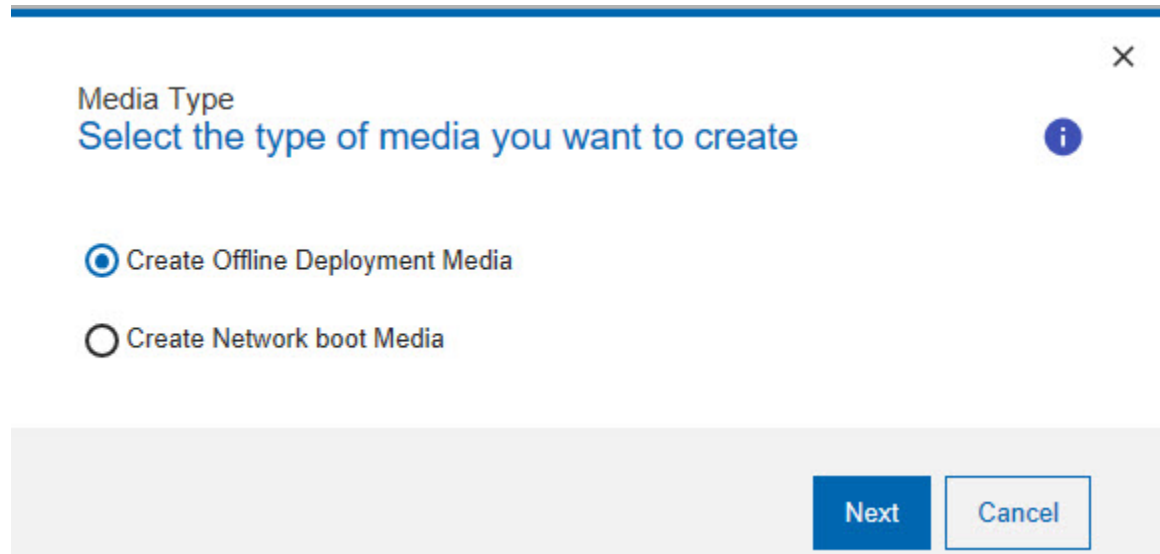 Media Type
Select the type of media you want to create
i
Create Offline Deployment Media
Create Network boot Media
Next
Cancel